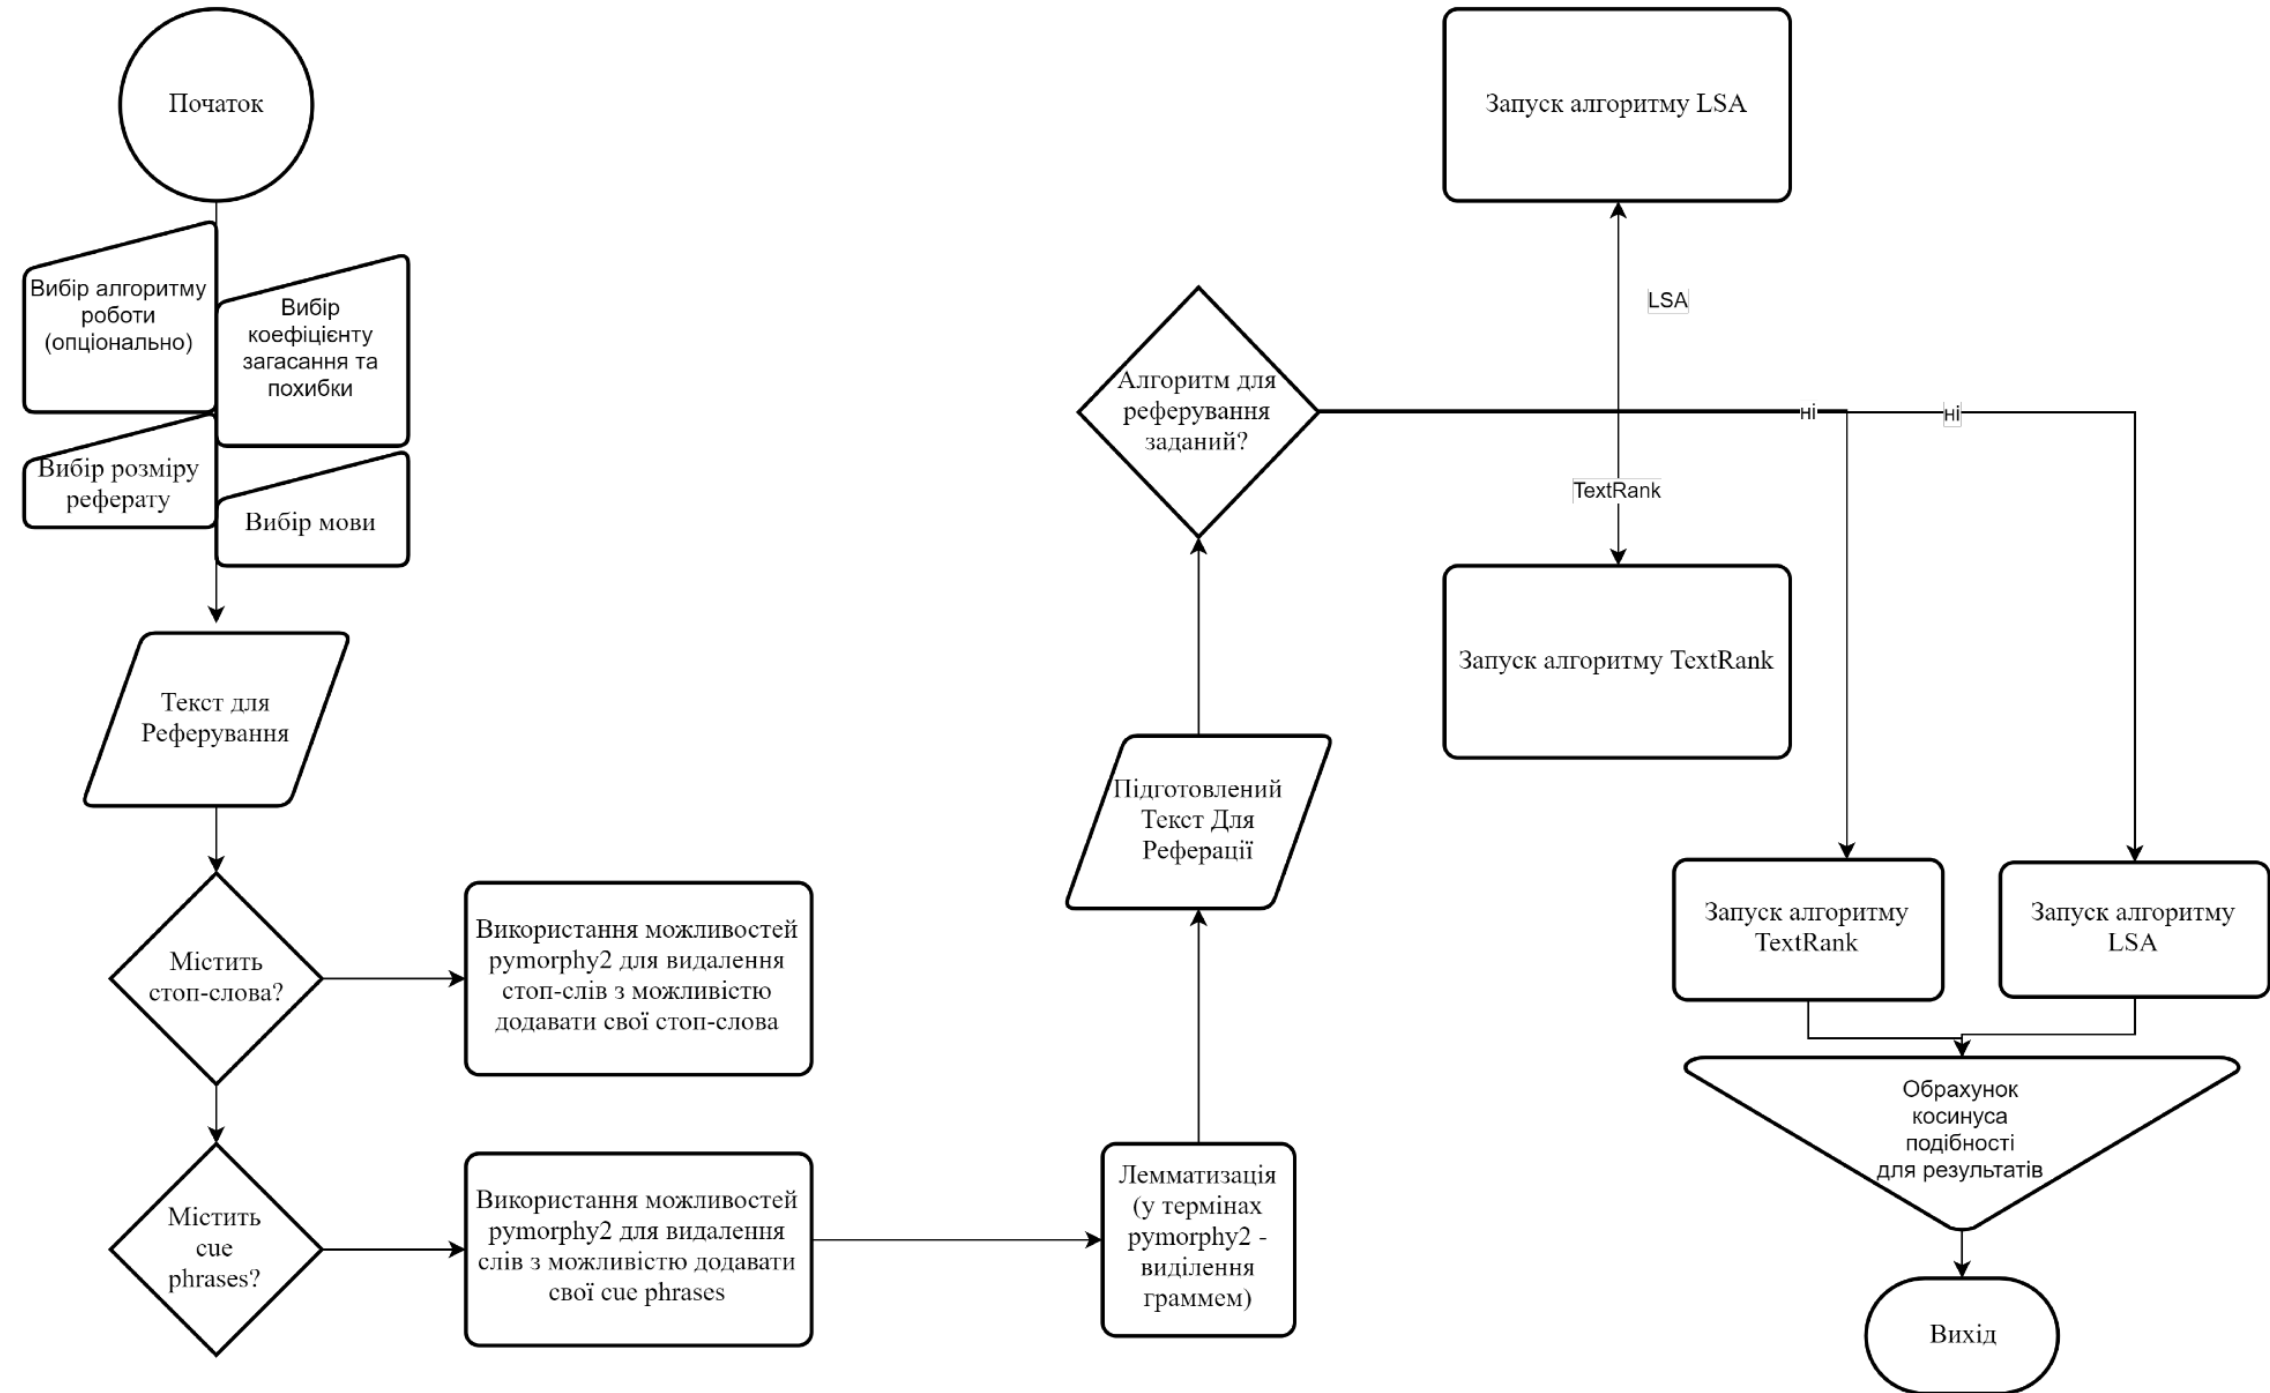 Початок
Вибір алгоритму
роботи
(опціонально)
Вибір
коефіцієнту
загасання та
похибки
Вибір розміру
реферату
Вибір мови
Текст для
Реферування
Містить
стоп-слова?
Використання можливостей
pymorphy2 для видалення
стоп-слів з можливістю
додавати свої стоп-слова
Містить
cue
phrases?
Використання можливостей
pymorphy2 для видалення
слів з можливістю додавати
свої cue phrases
Лемматизація
(у термінах
pymorphy2 -
виділення
граммем)
Підготовлений
Текст Для
Реферації
Алгоритм для
реферування
заданий?
LSA
Запуск алгоритму LSA
TextRank
Запуск алгоритму TextRank
ні
ні
Запуск алгоритму
TextRank
Запуск алгоритму
LSA
Обрахунок
косинуса
подібності
для результатів
Вихід